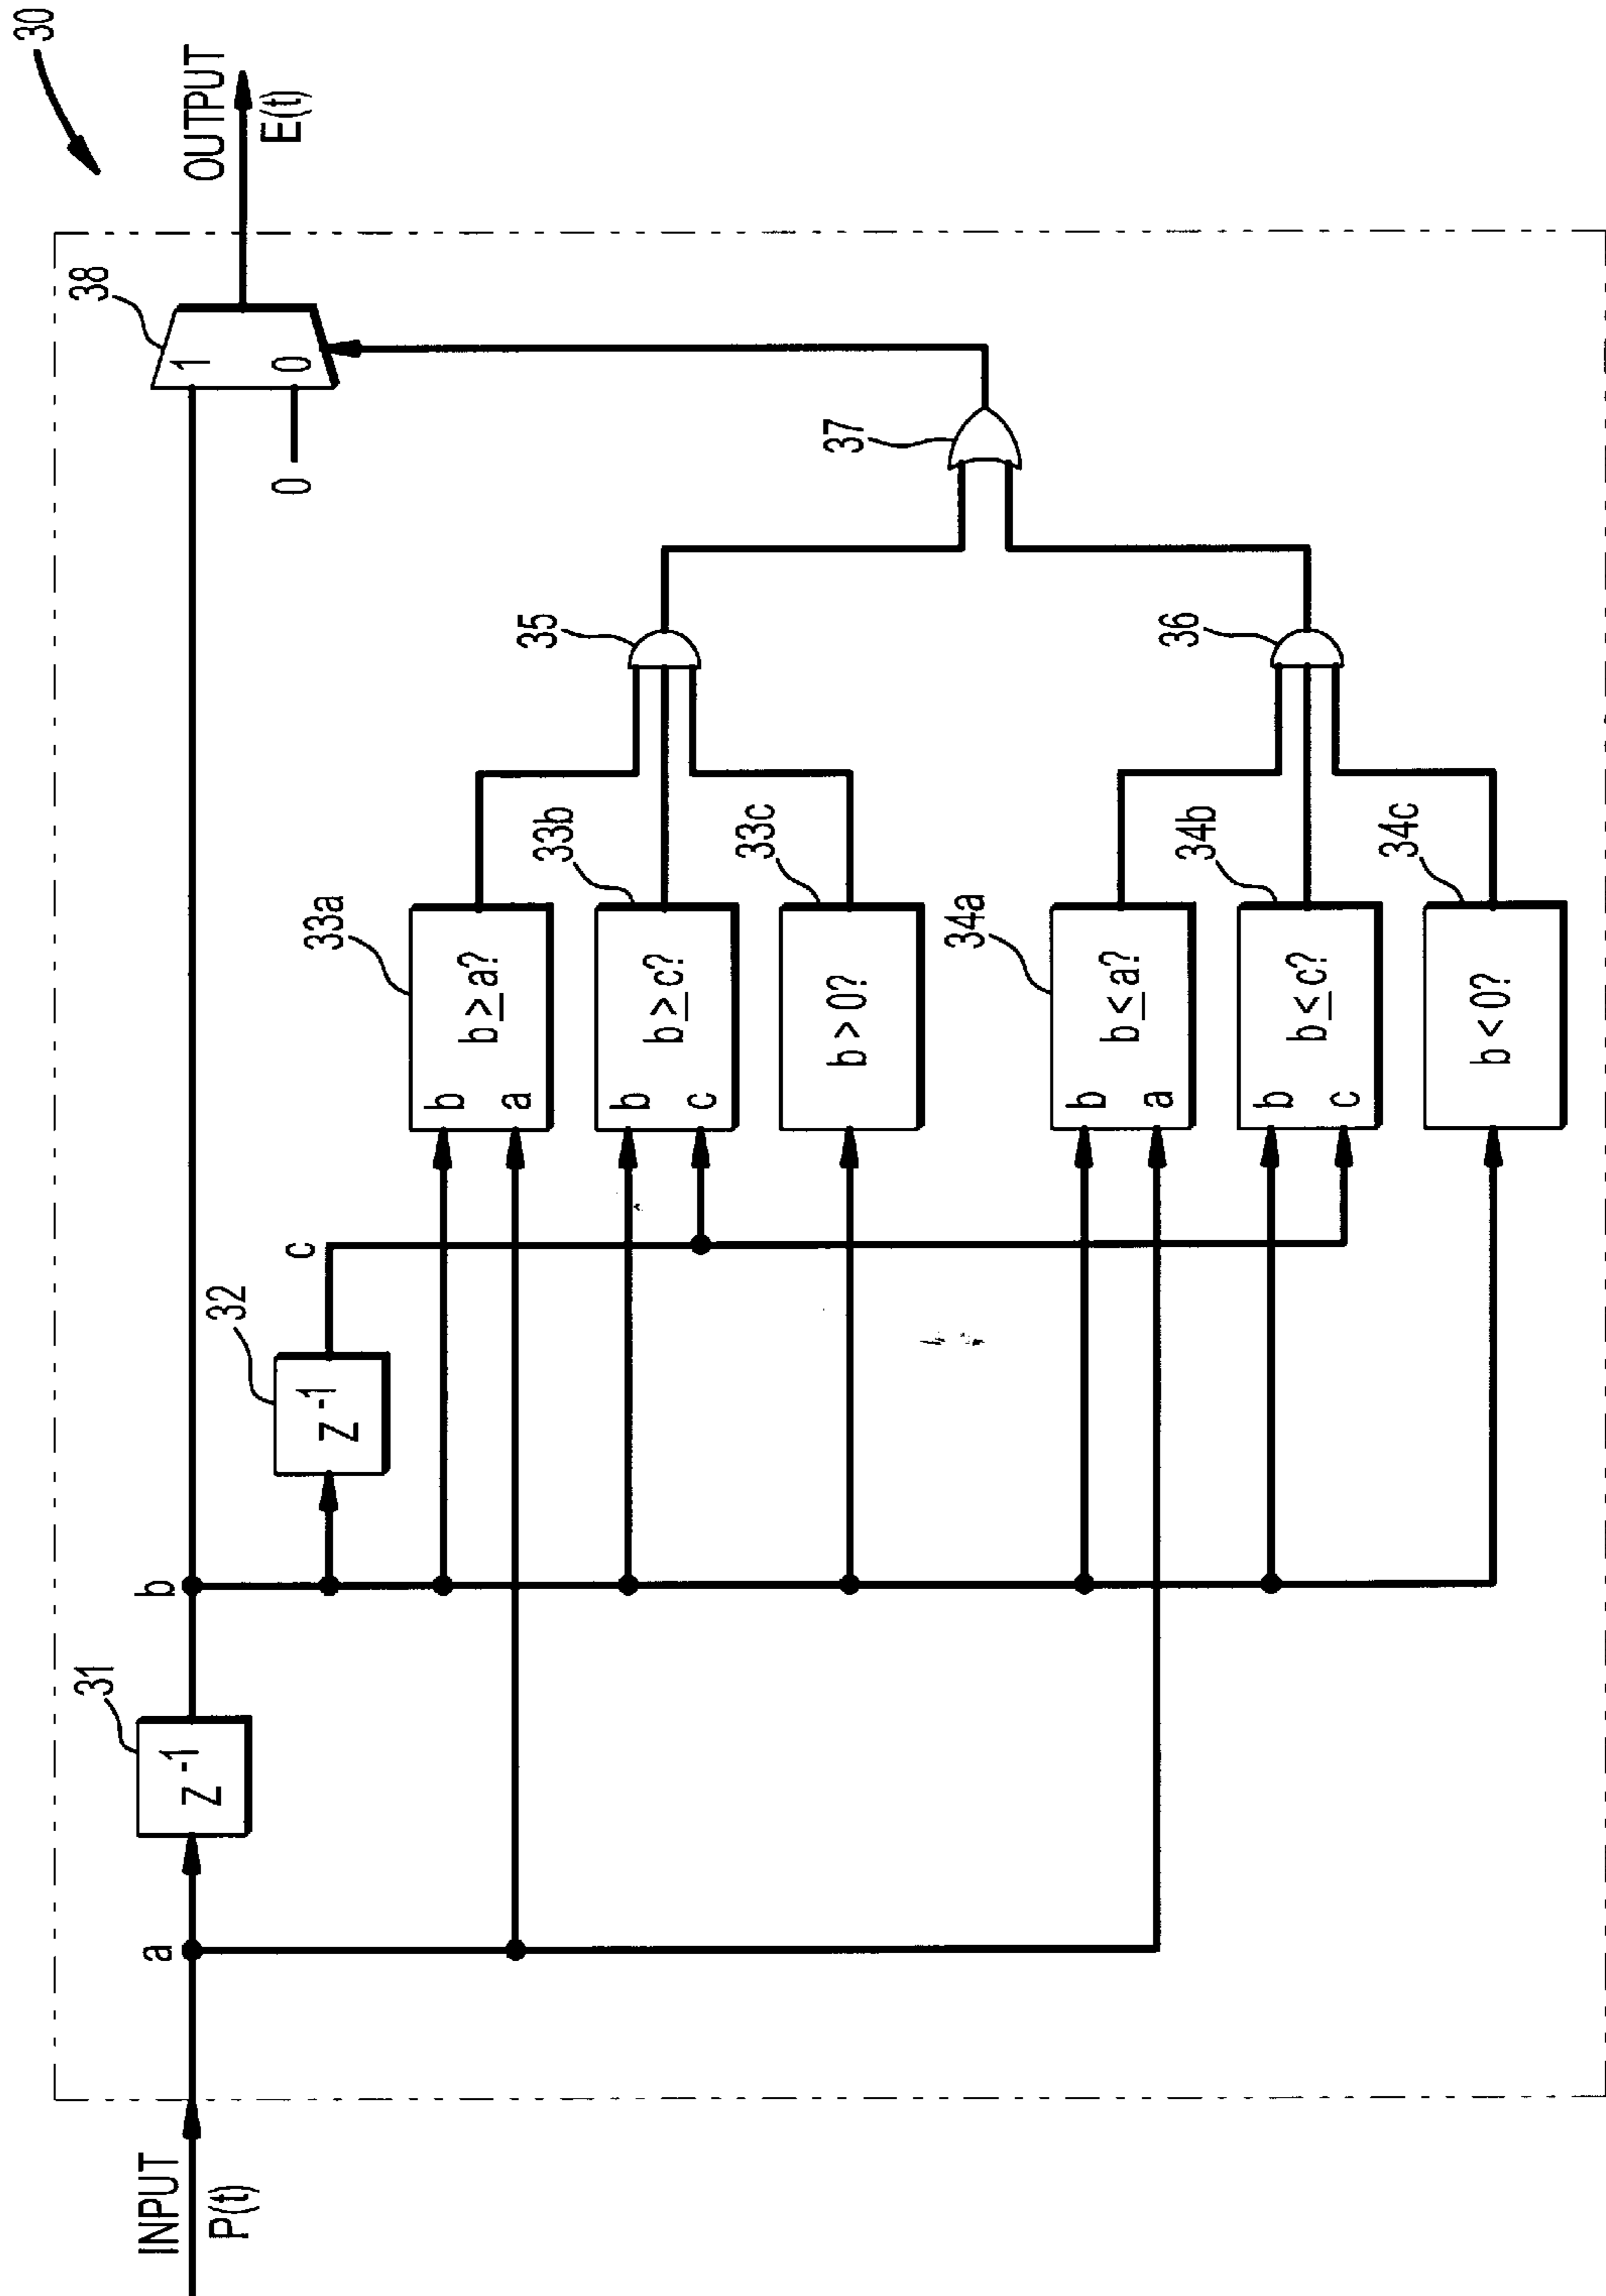 30
INPUT
P(t)
a
31
z⁻¹
b
32
z⁻¹
c
38
1
0
0
OUTPUT
E(t)
33a
b
a
b≥a?
33b
b
c
b≥c?
33c
b>0?
34a
b
a
b≤a?
34b
b
c
b≤c?
34c
b<0?
35
36
37